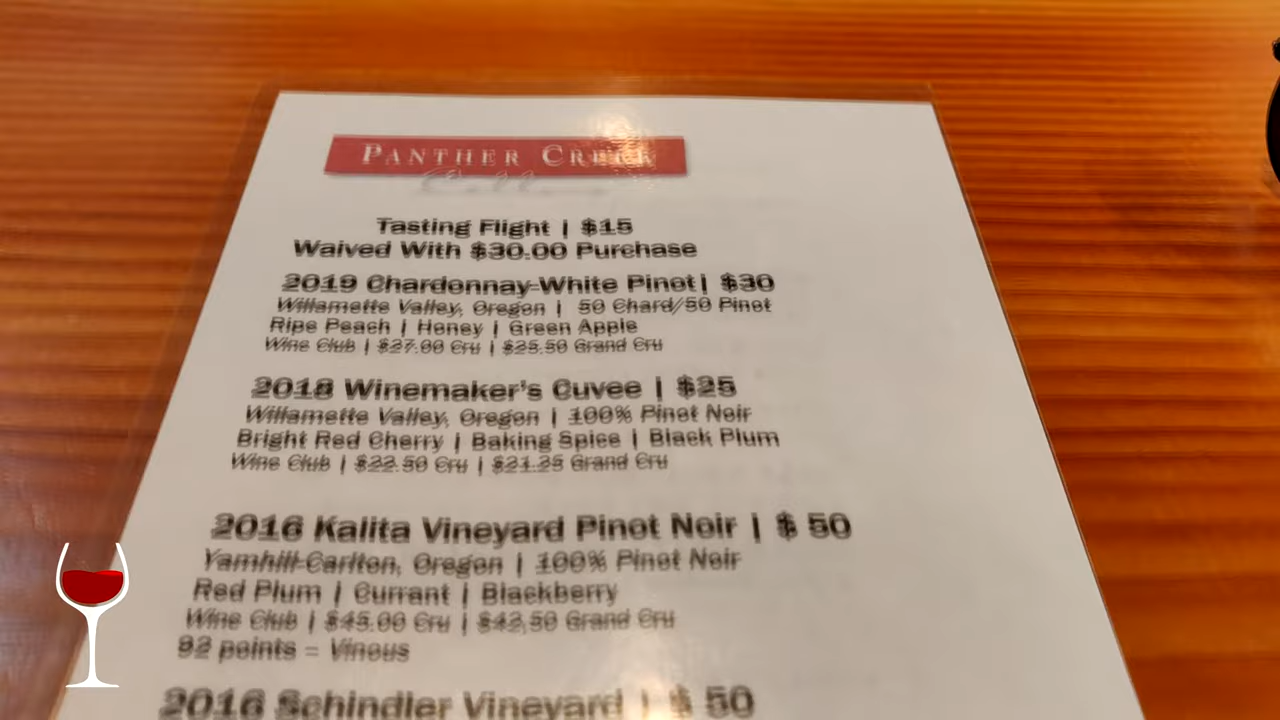 PANTHER CREEK
Cellars
Tasting Flight | $15
Waived With $30.00 Purchase
2019 Chardonnay-White Pinot| $30
Willamette Valley, Oregon | 50 Chard/50 Pinot
Ripe Peach | Honey | Green Apple
Wine Club | $27.00 Cru | $25.50 Grand Cru
2018 Winemaker's Cuvee | $25
Willamette Valley, Oregon | 100% Pinot Noir
Bright Red Cherry | Baking Spice | Black Plum
Wine Club | $22.50 Cru | $21.25 Grand Cru
2016 Kalita Vineyard Pinot Noir | $ 50
Yamhill-Carlton, Oregon | 100% Pinot Noir
Red Plum | Currant | Blackberry
Wine Club | $45.00 Cru | $42,50 Grand Cru
92 points = Vinous
2016 Schindler Vineyard | $ 50